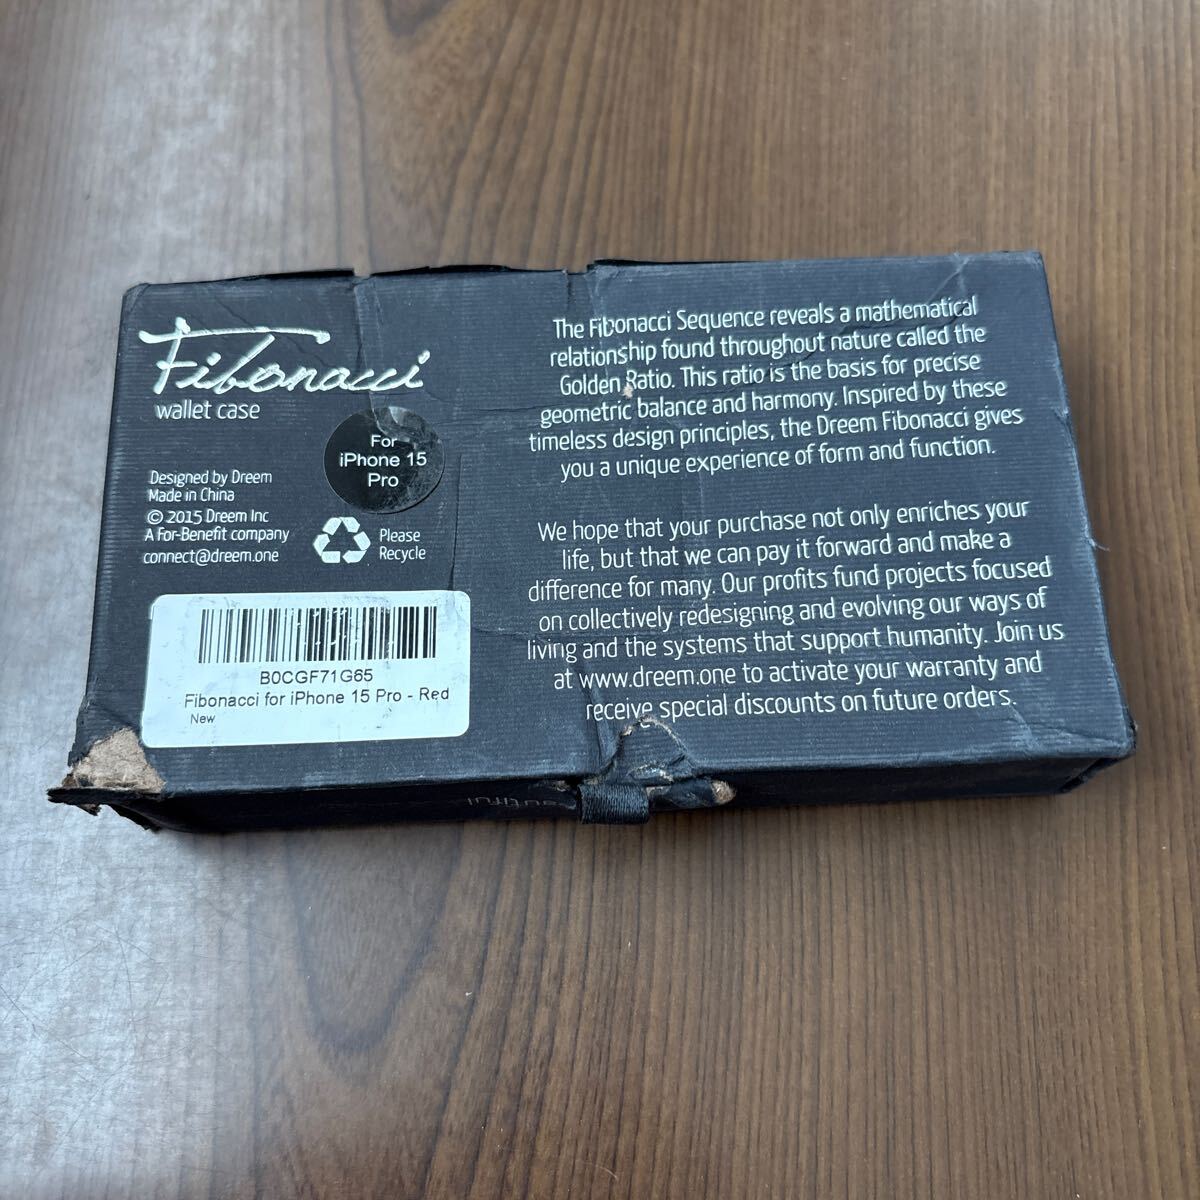 Fibonacci
wallet case
For
iPhone 15
Pro
Designed by Dreem
Made in China
© 2015 Dreem Inc
A For-Benefit company
connect@dreem.one
Please
Recycle
B0CGF71G65
Fibonacci for iPhone 15 Pro - Red
New
The Fibonacci Sequence reveals a mathematical
relationship found throughout nature called the
Golden Ratio. This ratio is the basis for precise
geometric balance and harmony. Inspired by these
timeless design principles, the Dreem Fibonacci gives
you a unique experience of form and function.
We hope that your purchase not only enriches your
life, but that we can pay it forward and make a
difference for many. Our profits fund projects focused
on collectively redesigning and evolving our ways of
living and the systems that support humanity. Join us
at www.dreem.one to activate your warranty and
receive special discounts on future orders.